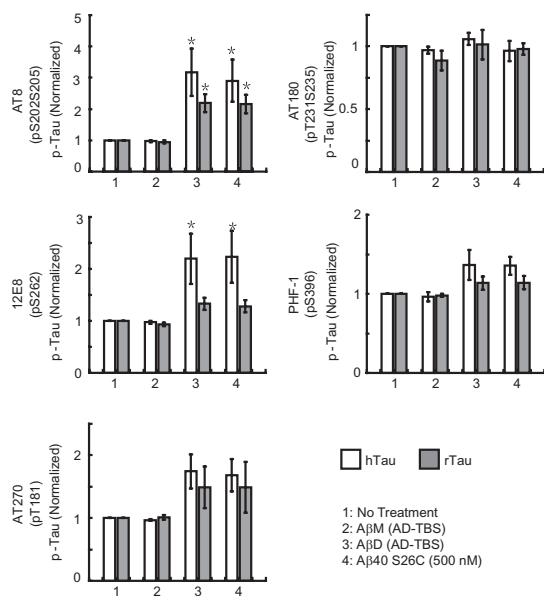 AT8
(pS202S205)
p-Tau (Normalized)
5
4
3
2
1
0
* * * *
1 2 3 4
AT180
(pT231S235)
p-Tau (Normalized)
1
0.5
0
1 2 3 4
12E8
(pS262)
p -Tau (Normalized)
3
2
1
0
* *
1 2 3 4
PHF-1
(pS396)
p -Tau (Normalized)
2
1
0
1 2 3 4
AT270
(pT181)
p -Tau (Normalized)
2
1
0
1 2 3 4
hTau rTau
1: No Treatment
2: AβM (AD-TBS)
3: AβD (AD-TBS)
4: Aβ40 S26C (500 nM)